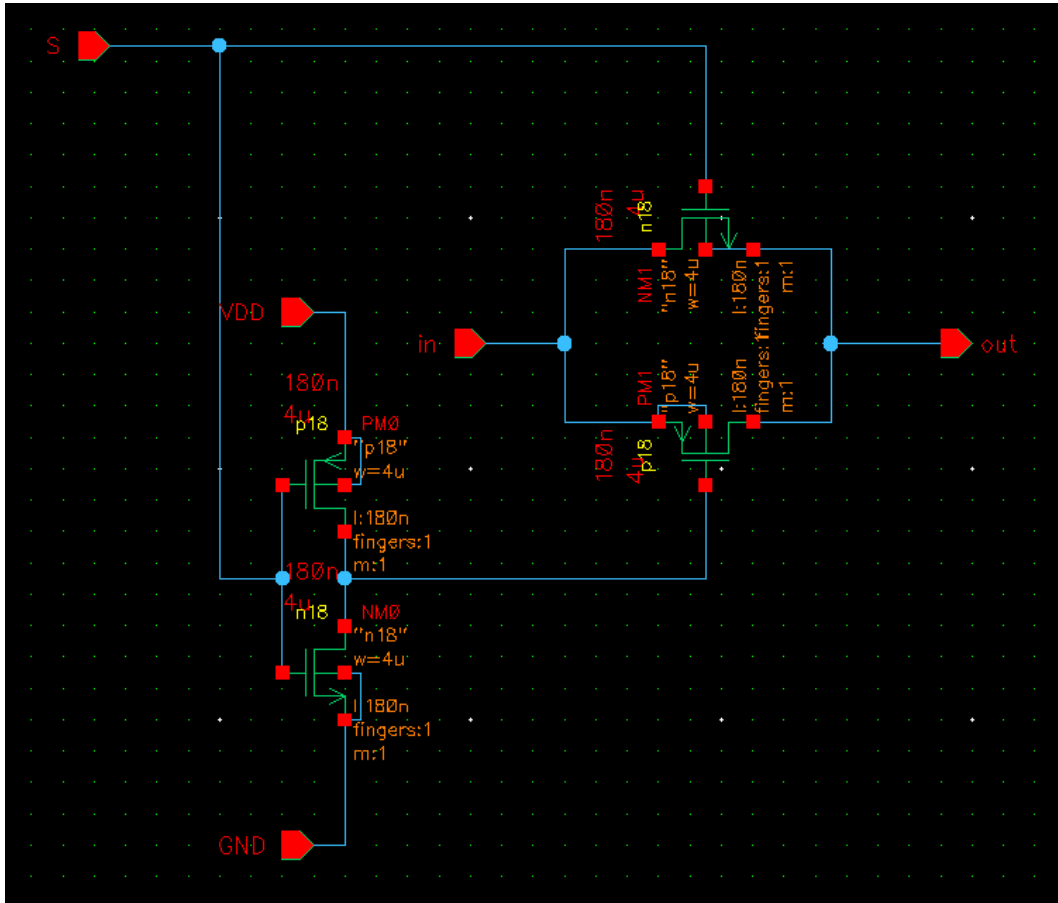 S
180n
4u
n18
NM1
"n18"
w=4u
l:180n
fingers:1
m:1
VDD
in
out
180n
4u
p18
PM0
"p18"
w=4u
l:180n
fingers:1
m:1
180n
4u
p18
PM1
"p18"
w=4u
l:180n
fingers:1
m:1
180n
4u
n18
NM0
"n18"
w=4u
l:180n
fingers:1
m:1
GND